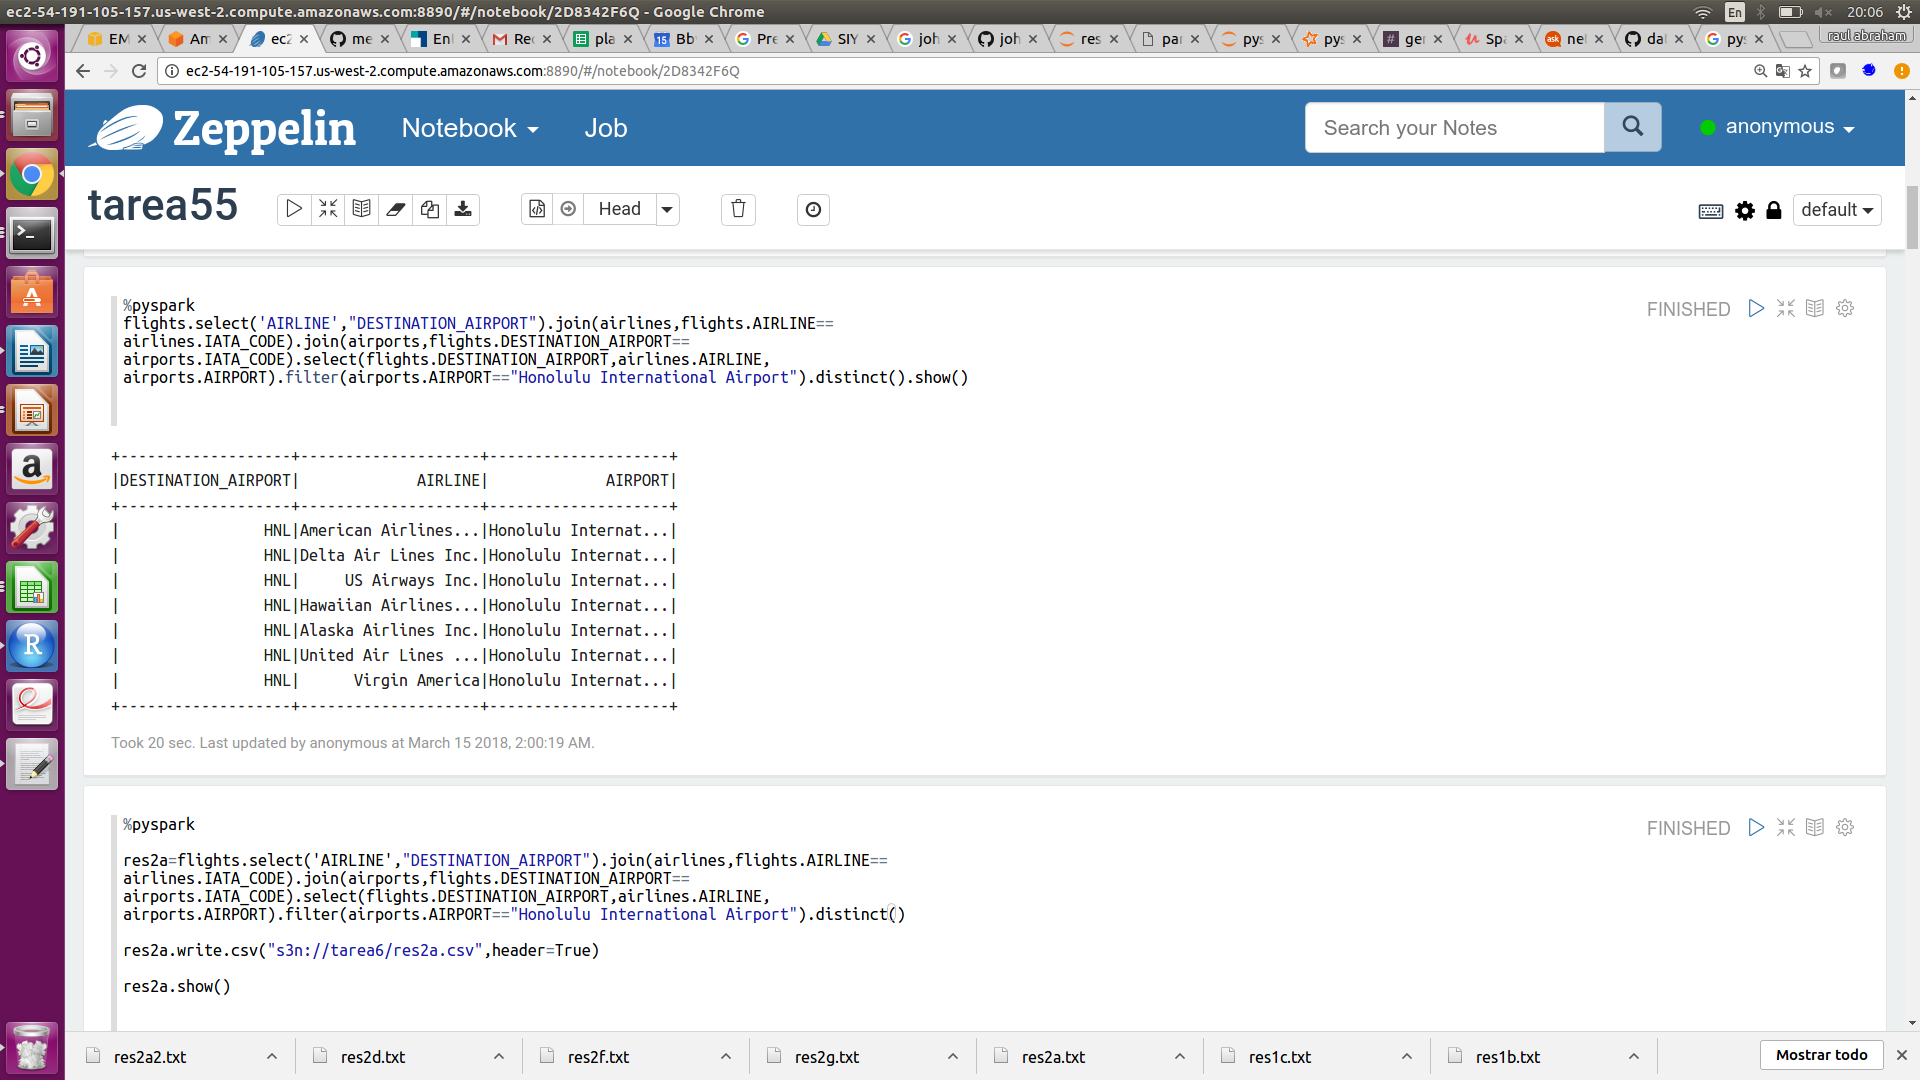 ec2-54-191-105-157.us-west-2.compute.amazonaws.com:8890/#/notebook/2D8342F6Q - Google Chrome
En
20:06
EM
Am
ec2
me
Enl
Rec
pla
15
Bby
Pre
SIY
joh
joh
res
par
pys
pys
ger
Spa
ask
nel
dal
pys
raul abraham
ec2-54-191-105-157.us-west-2.compute.amazonaws.com:8890/#/notebook/2D8342F6Q
Zeppelin
Notebook
Job
Search your Notes
anonymous
tarea55
Head
default
%pyspark
flights.select('AIRLINE',"DESTINATION_AIRPORT").join(airlines,flights.AIRLINE==
airlines.IATA_CODE).join(airports,flights.DESTINATION_AIRPORT==
airports.IATA_CODE).select(flights.DESTINATION_AIRPORT,airlines.AIRLINE,
airports.AIRPORT).filter(airports.AIRPORT=="Honolulu International Airport").distinct().show()
FINISHED
+-------------------+--------------------+--------------------+
|DESTINATION_AIRPORT|             AIRLINE|             AIRPORT|
+-------------------+--------------------+--------------------+
|                HNL|American Airlines...|Honolulu Internat...|
|                HNL|Delta Air Lines Inc.|Honolulu Internat...|
|                HNL|     US Airways Inc.|Honolulu Internat...|
|                HNL|Hawaiian Airlines...|Honolulu Internat...|
|                HNL|Alaska Airlines Inc.|Honolulu Internat...|
|                HNL|United Air Lines ...|Honolulu Internat...|
|                HNL|      Virgin America|Honolulu Internat...|
+-------------------+--------------------+--------------------+
Took 20 sec. Last updated by anonymous at March 15 2018, 2:00:19 AM.
%pyspark
FINISHED
res2a=flights.select('AIRLINE',"DESTINATION_AIRPORT").join(airlines,flights.AIRLINE==
airlines.IATA_CODE).join(airports,flights.DESTINATION_AIRPORT==
airports.IATA_CODE).select(flights.DESTINATION_AIRPORT,airlines.AIRLINE,
airports.AIRPORT).filter(airports.AIRPORT=="Honolulu International Airport").distinct()
res2a.write.csv("s3n://tarea6/res2a.csv",header=True)
res2a.show()
res2a2.txt
res2d.txt
res2f.txt
res2g.txt
res2a.txt
res1c.txt
res1b.txt
Mostrar todo